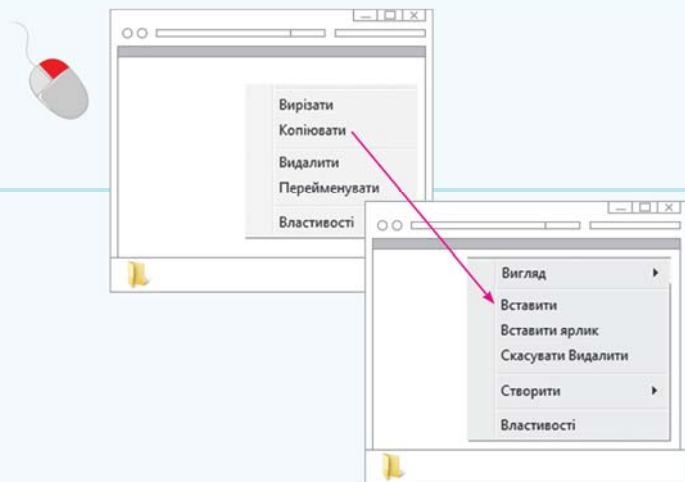 Вирізати
Копіювати
Видалити
Перейменувати
Властивості
Вигляд
Вставити
Вставити ярлик
Скасувати Видалити
Створити
Властивості